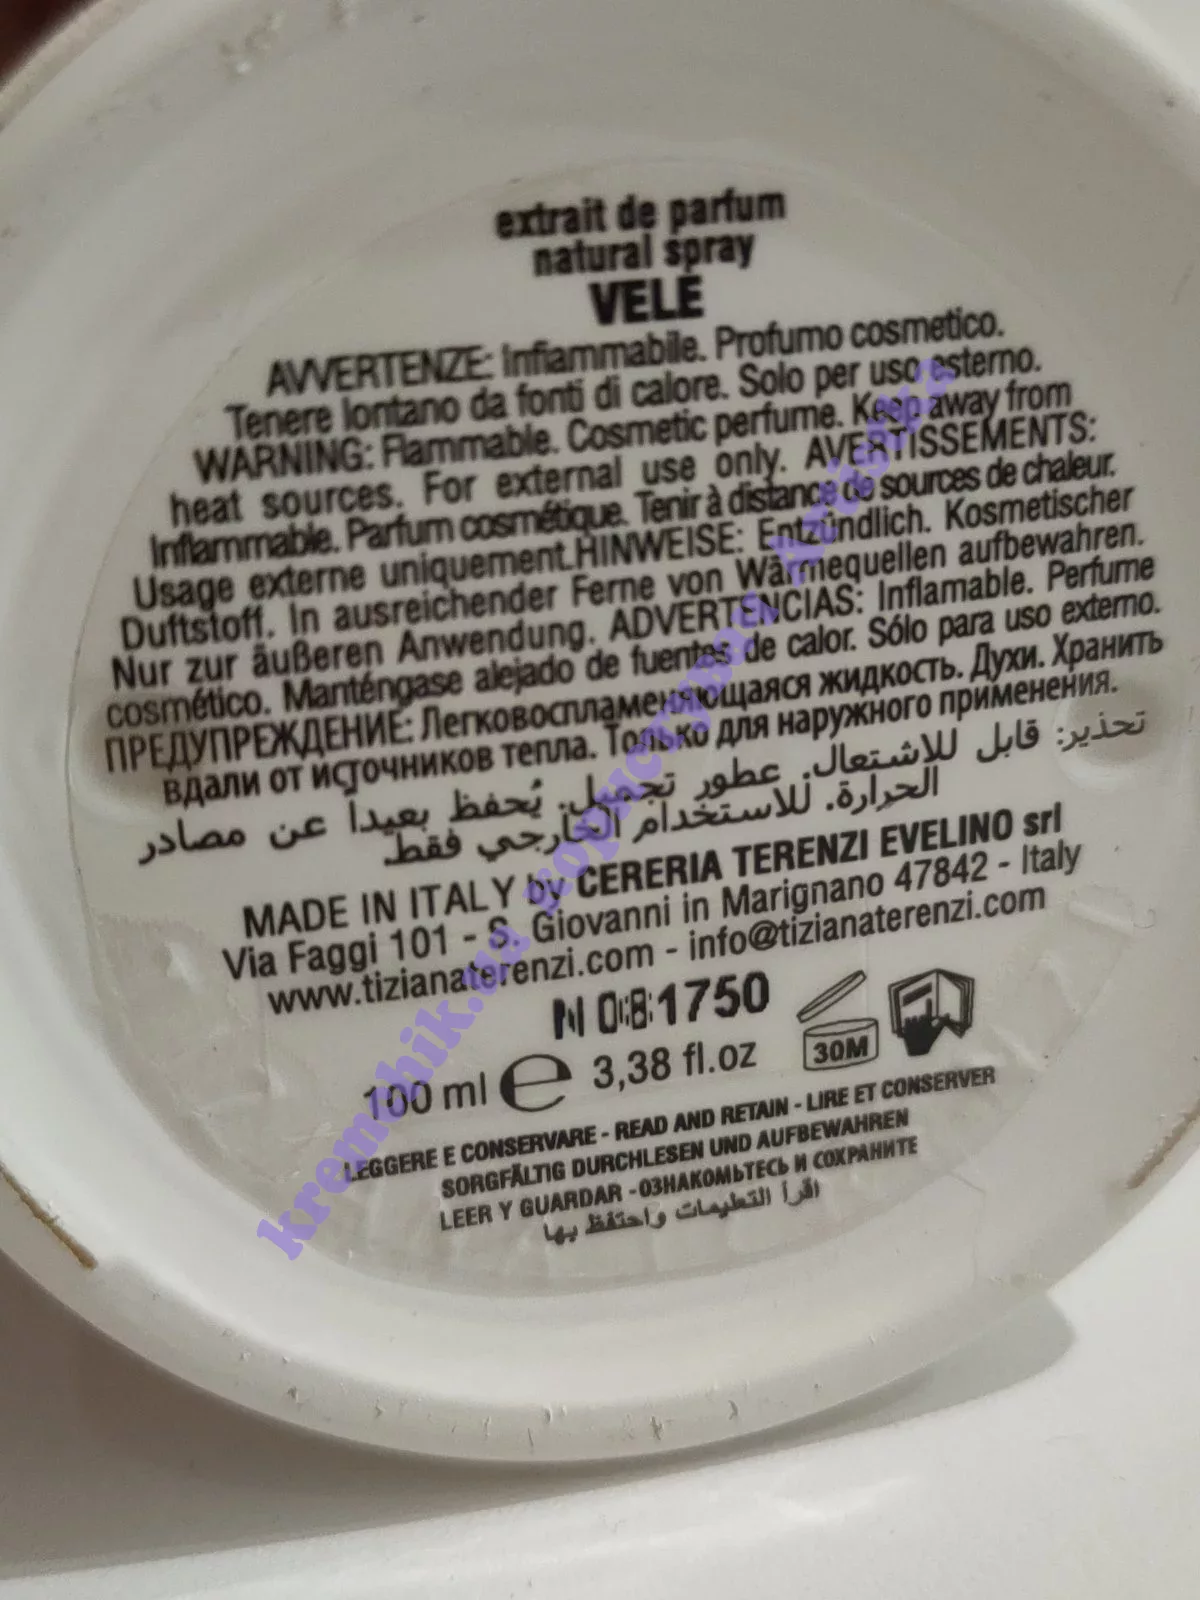 extrait de parfum
natural spray
VELÉ
AVVERTENZE: Infiammabile. Profumo cosmetico.
Tenere lontano da fonti di calore. Solo per uso esterno.
WARNING: Flammable. Cosmetic perfume. Keep away from
heat sources. For external use only. AVERTISSEMENTS:
Inflammable. Parfum cosmétique. Tenir à distance de sources de chaleur.
Usage externe uniquement.HINWEISE: Entzündlich. Kosmetischer
Duftstoff. In ausreichender Ferne von Wärmequellen aufbewahren.
Nur zur äußeren Anwendung. ADVERTENCIAS: Inflamable. Perfume
cosmético. Manténgase alejado de fuentes de calor. Sólo para uso externo.
ПРЕДУПРЕЖДЕНИЕ: Легковоспламеняющаяся жидкость. Духи. Хранить
вдали от источников тепла. Только для наружного применения.
تحذير: قابل للاشتعال. عطور تجميل. يُحفظ بعيداً عن مصادر
الحرارة. للاستخدام الخارجي فقط
MADE IN ITALY by CERERIA TERENZI EVELINO srl
Via Faggi 101 - S. Giovanni in Marignano 47842 - Italy
www.tizianaterenzi.com - info@tizianaterenzi.com
1750
30M
100 ml e 3,38 fl.oz
LEGGERE E CONSERVARE - READ AND RETAIN - LIRE ET CONSERVER
SORGFÄLTIG DURCHLESEN UND AUFBEWAHREN
LEER Y GUARDAR - ОЗНАКОМЬТЕСЬ И СОХРАНИТЕ
اقرأ التعليمات واحتفظ بها
kremchik.ua користувач